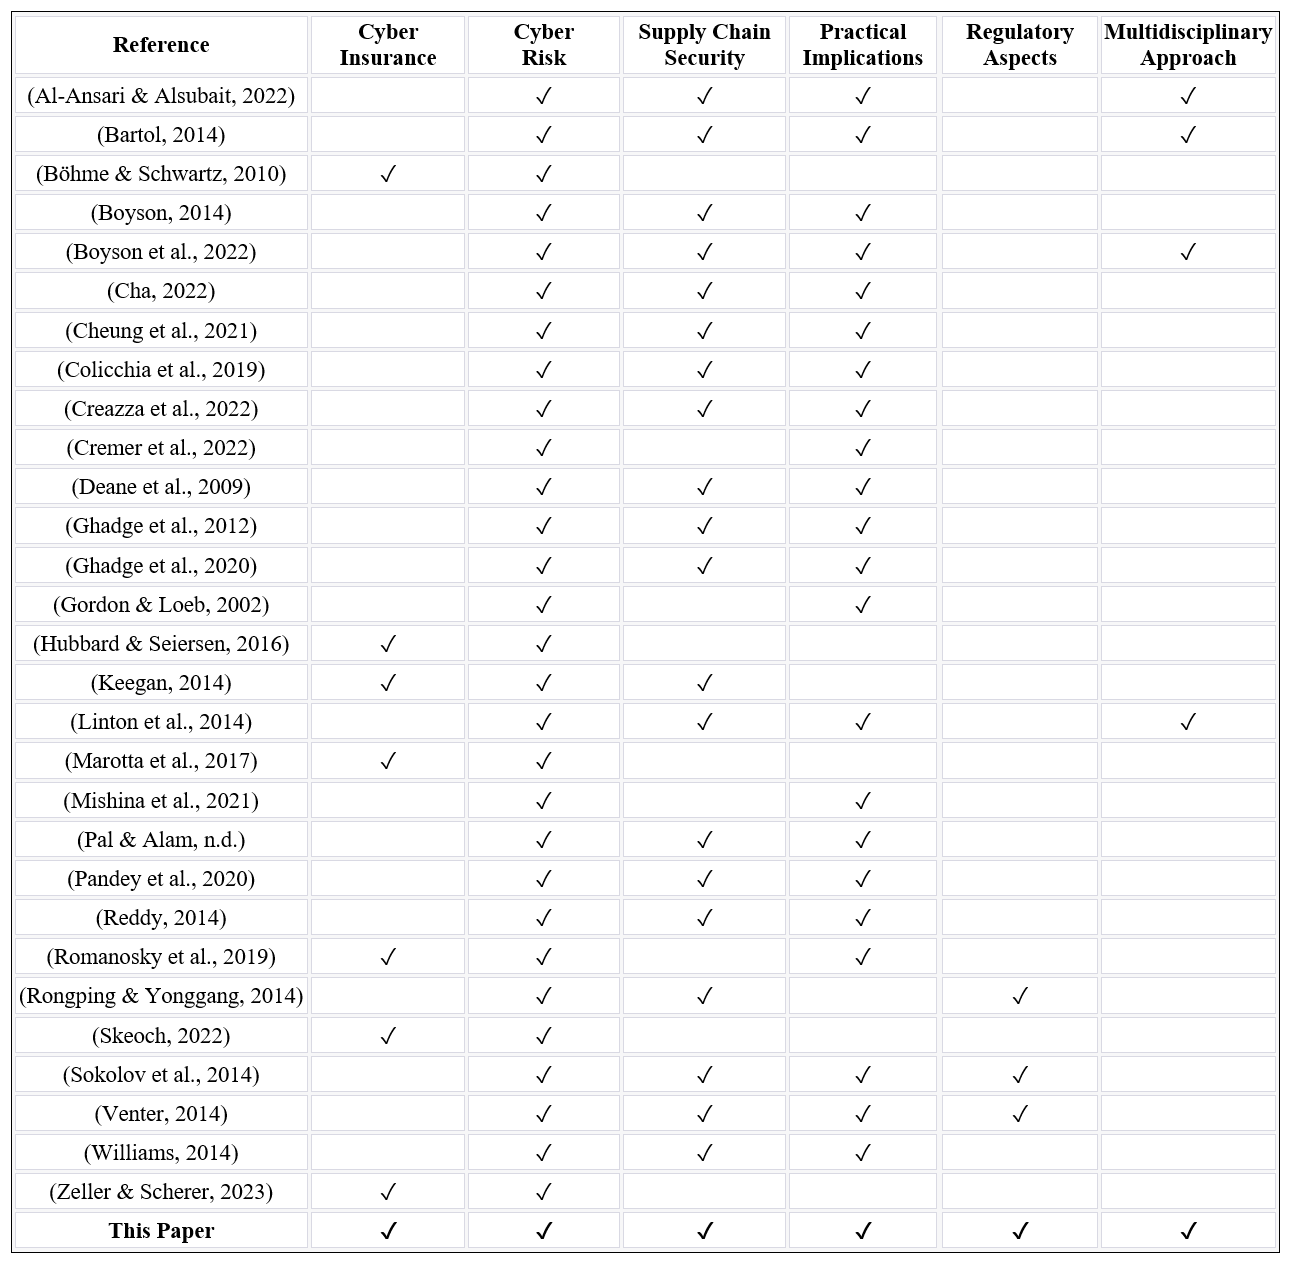 Reference Cyber Insurance Cyber Risk Supply Chain Security Practical Implications Regulatory Aspects Multidisciplinary Approach
(Al-Ansari & Alsubait, 2022) ✓ ✓ ✓ ✓
(Bartol, 2014) ✓ ✓ ✓ ✓
(Böhme & Schwartz, 2010) ✓ ✓
(Boyson, 2014) ✓ ✓ ✓
(Boyson et al., 2022) ✓ ✓ ✓ ✓
(Cha, 2022) ✓ ✓ ✓
(Cheung et al., 2021) ✓ ✓ ✓
(Colicchia et al., 2019) ✓ ✓ ✓
(Creazza et al., 2022) ✓ ✓ ✓
(Cremer et al., 2022) ✓ ✓
(Deane et al., 2009) ✓ ✓ ✓
(Ghadge et al., 2012) ✓ ✓ ✓
(Ghadge et al., 2020) ✓ ✓ ✓
(Gordon & Loeb, 2002) ✓ ✓
(Hubbard & Seiersen, 2016) ✓ ✓
(Keegan, 2014) ✓ ✓ ✓
(Linton et al., 2014) ✓ ✓ ✓ ✓
(Marotta et al., 2017) ✓ ✓
(Mishina et al., 2021) ✓ ✓
(Pal & Alam, n.d.) ✓ ✓ ✓
(Pandey et al., 2020) ✓ ✓ ✓
(Reddy, 2014) ✓ ✓ ✓
(Romanosky et al., 2019) ✓ ✓ ✓
(Rongping & Yonggang, 2014) ✓ ✓ ✓
(Skeoch, 2022) ✓ ✓
(Sokolov et al., 2014) ✓ ✓ ✓ ✓
(Venter, 2014) ✓ ✓ ✓ ✓
(Williams, 2014) ✓ ✓ ✓
(Zeller & Scherer, 2023) ✓ ✓
This Paper ✓ ✓ ✓ ✓ ✓ ✓